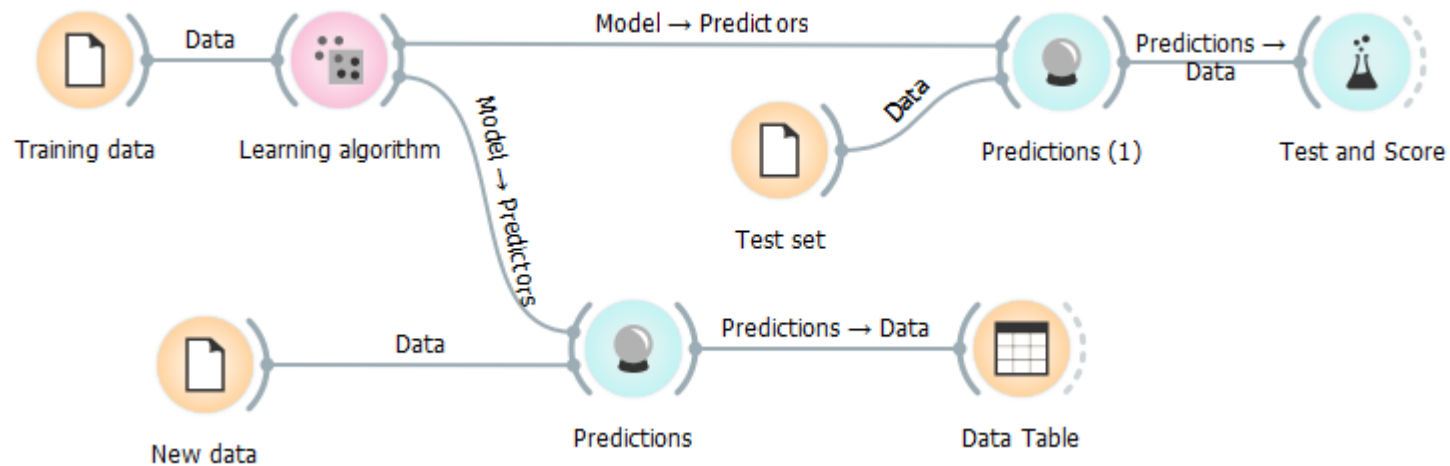 Model → Predictors
Data
Predictions →
Data
Data
Training data
Learning algorithm
Model → Predictors
Predictions (1)
Test and Score
Test set
Data
Predictions → Data
New data
Predictions
Data Table